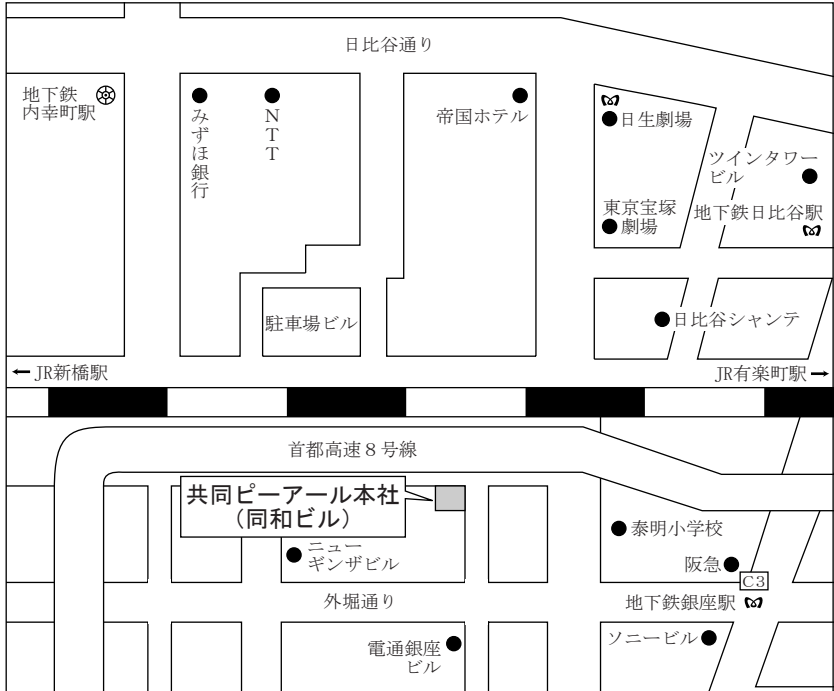 日比谷通り
地下鉄
内幸町駅
みずほ銀行
NTT
帝国ホテル
日生劇場
ツインタワー
ビル
東京宝塚
劇場
地下鉄日比谷駅
駐車場ビル
日比谷シャンテ
←JR新橋駅
JR有楽町駅→
首都高速8号線
共同ピーアール本社
(同和ビル)
泰明小学校
ニュー
ギンザビル
阪急
C3
外堀通り
地下鉄銀座駅
電通銀座
ビル
ソニービル